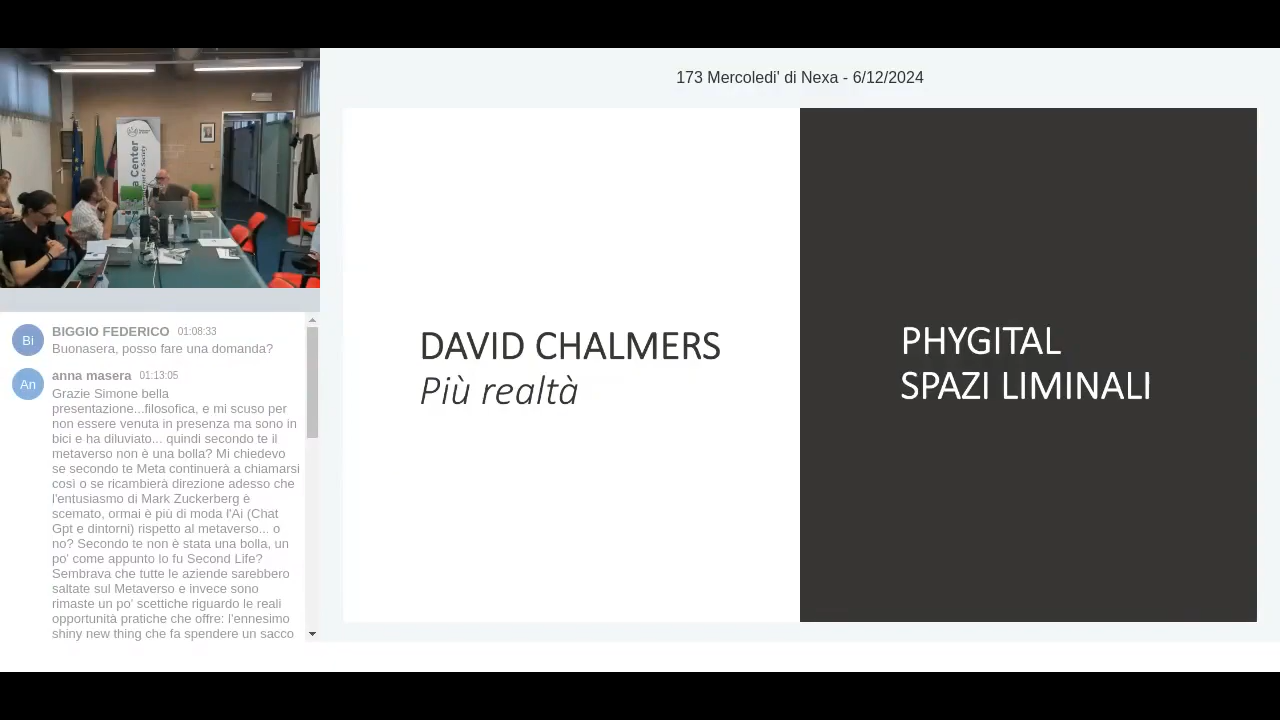 173 Mercoledi' di Nexa - 6/12/2024
a Center
DAVID CHALMERS
Più realtà
PHYGITAL
SPAZI LIMINALI
Bi
BIGGIO FEDERICO 01:08:33
Buonasera, posso fare una domanda?
An
anna masera 01:13:05
Grazie Simone bella
presentazione...filosofica, e mi scuso per
non essere venuta in presenza ma sono in
bici e ha diluviato... quindi secondo te il
metaverso non è una bolla? Mi chiedevo
se secondo te Meta continuerà a chiamarsi
così o se ricambierà direzione adesso che
l'entusiasmo di Mark Zuckerberg è
scemato, ormai è più di moda l'Ai (Chat
Gpt e dintorni) rispetto al metaverso... o
no? Secondo te non è stata una bolla, un
po' come appunto lo fu Second Life?
Sembrava che tutte le aziende sarebbero
saltate sul Metaverso e invece sono
rimaste un po' scettiche riguardo le reali
opportunità pratiche che offre: l'ennesimo
shiny new thing che fa spendere un sacco